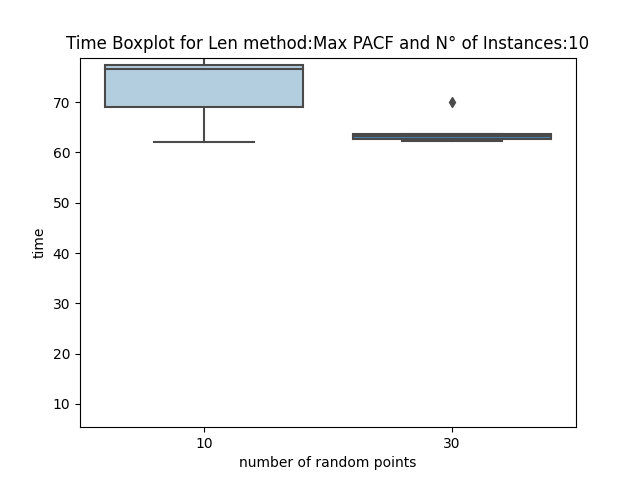 Time Boxplot for Len method:Max PACF and N° of Instances:10
70
60
50
40
30
20
10
time
10 30
number of random points